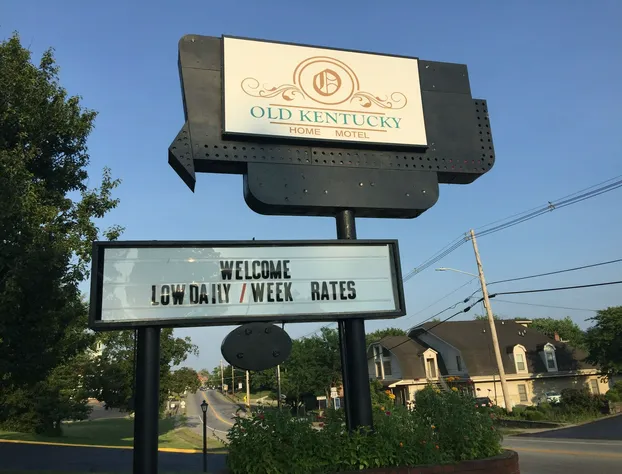 O
OLD KENTUCKY
HOME MOTEL
WELCOME
LOW DAILY / WEEK RATES